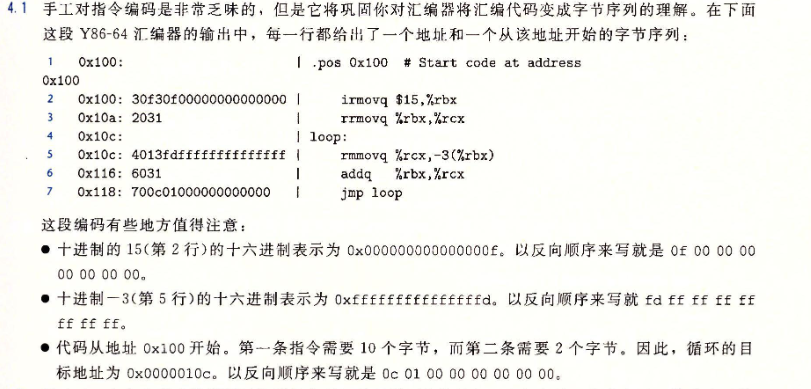 4.1 手工对指令编码是非常乏味的，但是它将巩固你对汇编器将汇编代码变成字节序列的理解。在下面
这段 Y86-64 汇编器的输出中，每一行都给出了一个地址和一个从该地址开始的字节序列：
1 0x100: | .pos 0x100 # Start code at address
0x100
2 0x100: 30f30f00000000000000 | irmovq $15,%rbx
3 0x10a: 2031 | rrmovq %rbx,%rcx
4 0x10c: | loop:
5 0x10c: 4013fdffffffffffffff | rmmovq %rcx,-3(%rbx)
6 0x116: 6031 | addq %rbx,%rcx
7 0x118: 700c01000000000000 | jmp loop
这段编码有些地方值得注意：
● 十进制的 15(第 2 行)的十六进制表示为 0x000000000000000f。以反向顺序来写就是 0f 00 00 00
00 00 00 00。
● 十进制－3(第 5 行)的十六进制表示为 0xfffffffffffffffd。以反向顺序来写就 fd ff ff ff ff
ff ff ff。
● 代码从地址 0x100 开始。第一条指令需要 10 个字节，而第二条需要 2 个字节。因此，循环的目
标地址为 0x0000010c。以反向顺序来写就是 0c 01 00 00 00 00 00 00。